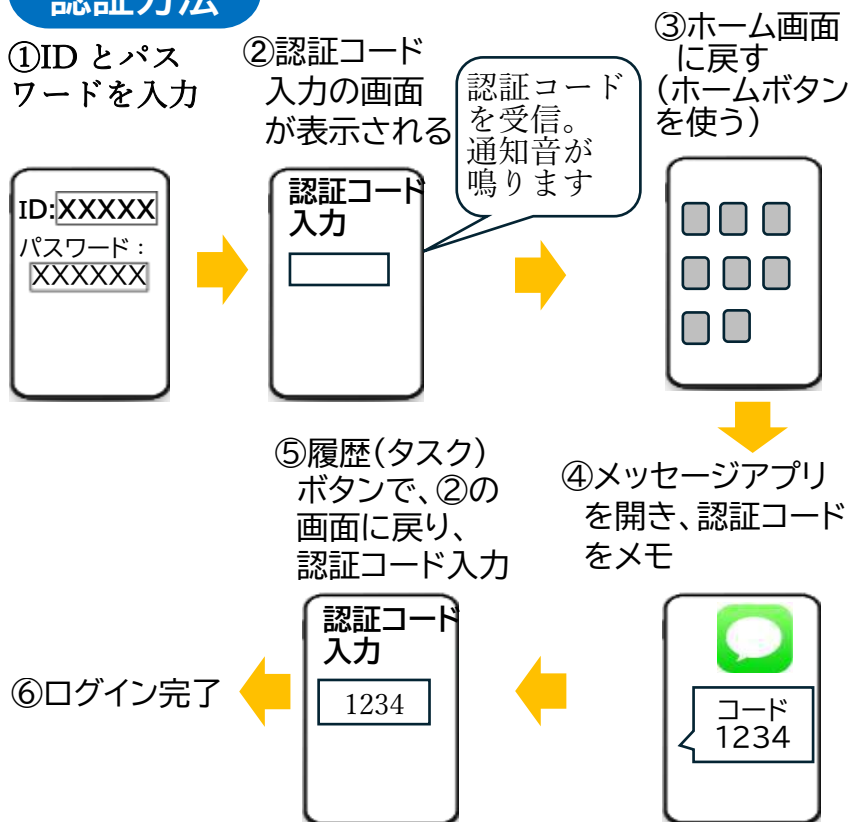 認証方法
①ID とパス
ワードを入力
ID:XXXXX
パスワード：
XXXXXX
②認証コード
入力の画面
が表示される
認証コード
入力
認証コード
を受信。
通知音が
鳴ります
③ホーム画面
に戻す
(ホームボタン
を使う)
④メッセージアプリ
を開き、認証コード
をメモ
コード
1234
⑤履歴(タスク)
ボタンで、②の
画面に戻り、
認証コード入力
認証コード
入力
1234
⑥ログイン完了